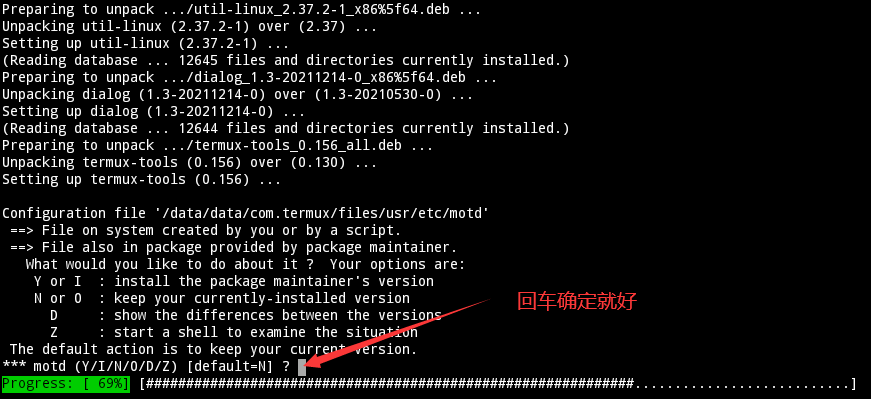 Preparing to unpack .../util-linux_2.37.2-1_x86%5f64.deb ...
Unpacking util-linux (2.37.2-1) over (2.37) ...
Setting up util-linux (2.37.2-1) ...
(Reading database ... 12645 files and directories currently installed.)
Preparing to unpack .../dialog_1.3-20211214-0_x86%5f64.deb ...
Unpacking dialog (1.3-20211214-0) over (1.3-20210530-0) ...
Setting up dialog (1.3-20211214-0) ...
(Reading database ... 12644 files and directories currently installed.)
Preparing to unpack .../termux-tools_0.156_all.deb ...
Unpacking termux-tools (0.156) over (0.130) ...
Setting up termux-tools (0.156) ...

Configuration file '/data/data/com.termux/files/usr/etc/motd'
 ==> File on system created by you or by a script.
 ==> File also in package provided by package maintainer.
   What would you like to do about it ?  Your options are:
    Y or I  : install the package maintainer's version
    N or O  : keep your currently-installed version
      D     : show the differences between the versions
      Z     : start a shell to examine the situation
 The default action is to keep your current version.
*** motd (Y/I/N/O/D/Z) [default=N] ?
回车确定就好
Progress: [ 69%] [#############################################################...........................]